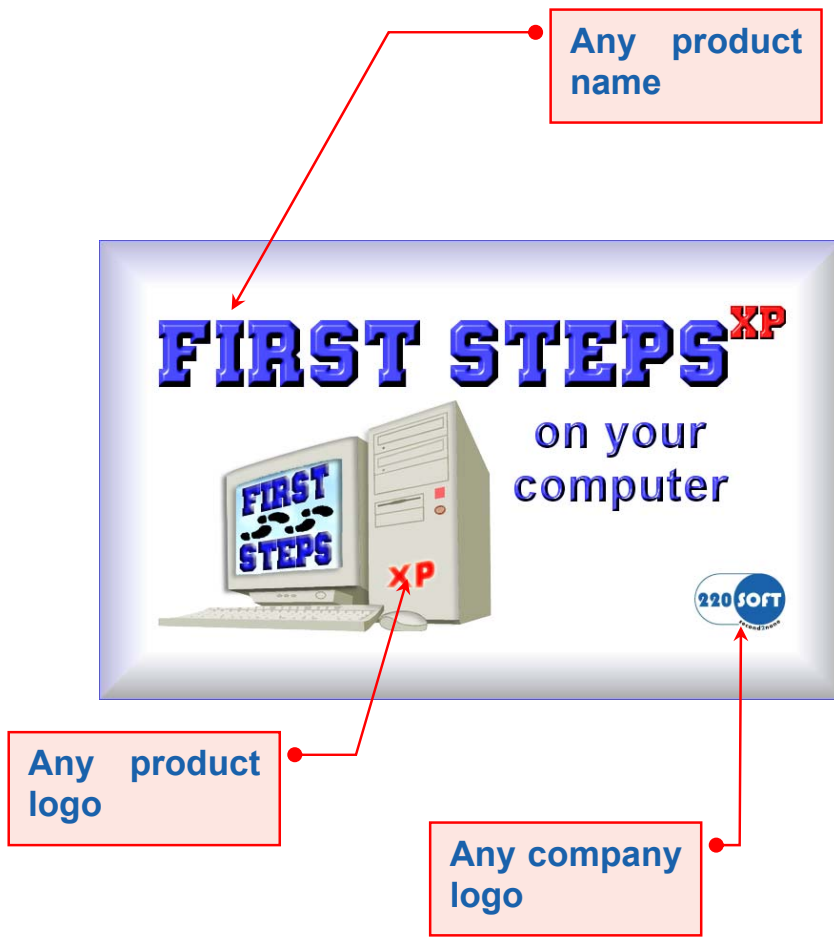 Any product
name
FIRST STEPS XP
on your
computer
FIRST
STEPS
XP
220 SOFT
second2none
Any product
logo
Any company
logo